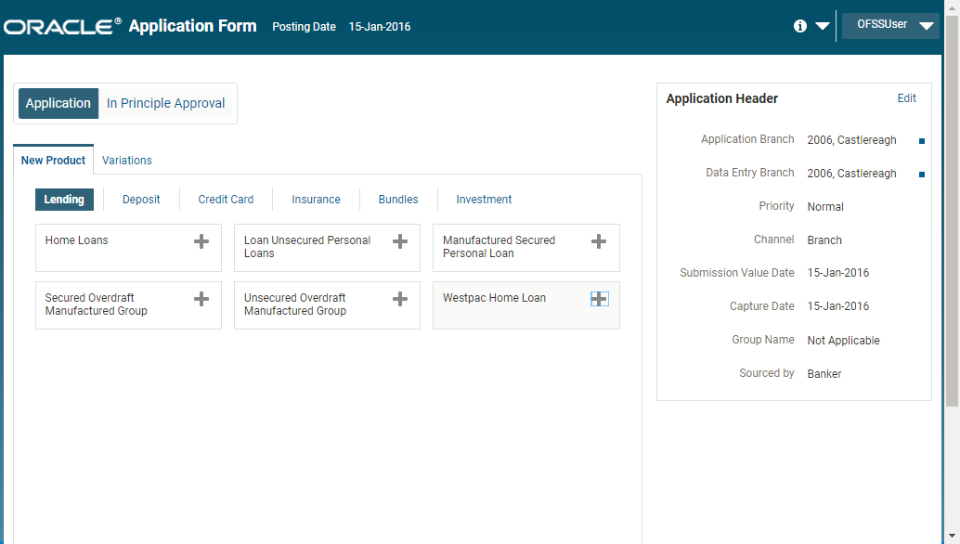 ORACLE® Application Form Posting Date 15-Jan-2016
OFSSUser
Application In Principle Approval
New Product Variations
Lending Deposit Credit Card Insurance Bundles Investment
Home Loans
Loan Unsecured Personal
Loans
Manufactured Secured
Personal Loan
Secured Overdraft
Manufactured Group
Unsecured Overdraft
Manufactured Group
Westpac Home Loan
Application Header Edit
Application Branch 2006, Castlereagh
Data Entry Branch 2006, Castlereagh
Priority Normal
Channel Branch
Submission Value Date 15-Jan-2016
Capture Date 15-Jan-2016
Group Name Not Applicable
Sourced by Banker